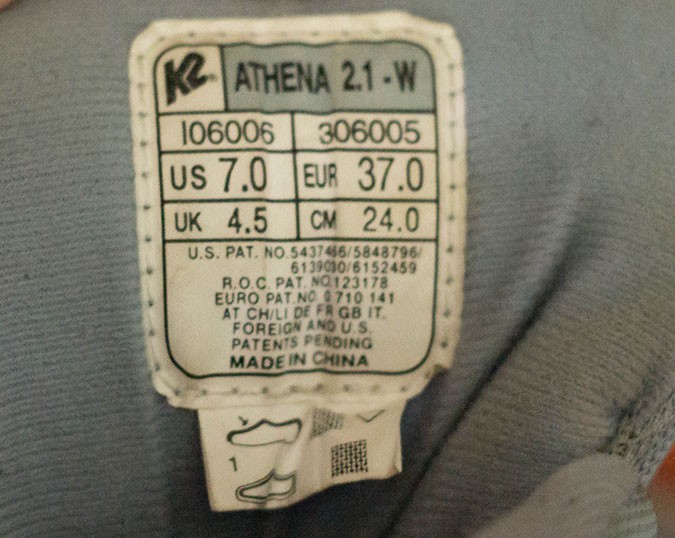 K2 ATHENA 2.1 - W
106006 306005
US 7.0 EUR 37.0
UK 4.5 CM 24.0
U.S. PAT. NO.5437466/5848796/
6139030/6152459
R.O.C. PAT. NO.123178
EURO PAT.NO. 0 710 141
AT CH/LI DE FR GB IT.
FOREIGN AND U.S.
PATENTS PENDING
MADE IN CHINA
1